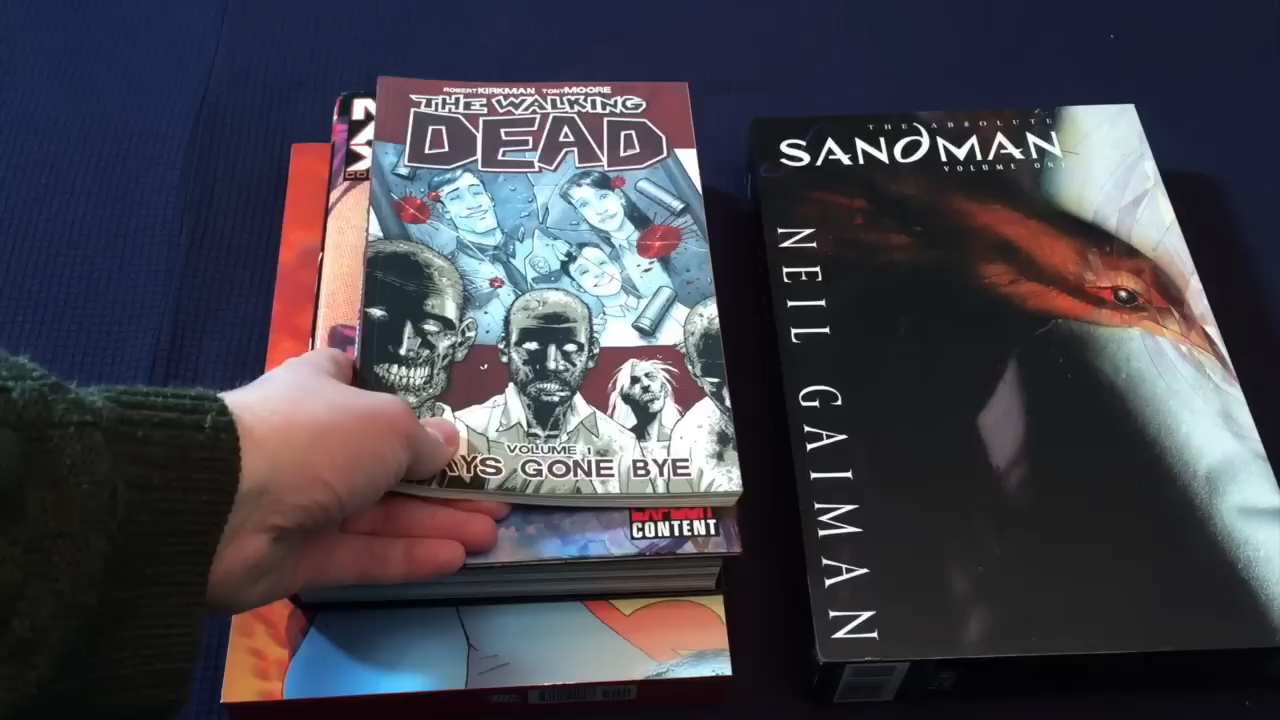 ROBERT KIRKMAN TONY MOORE
THE WALKING
DEAD
VOLUME 1
AYS GONE BYE
CONTENT
THE ABSOLUTE
SANDMAN
VOLUME ONE
NEIL GAIMAN